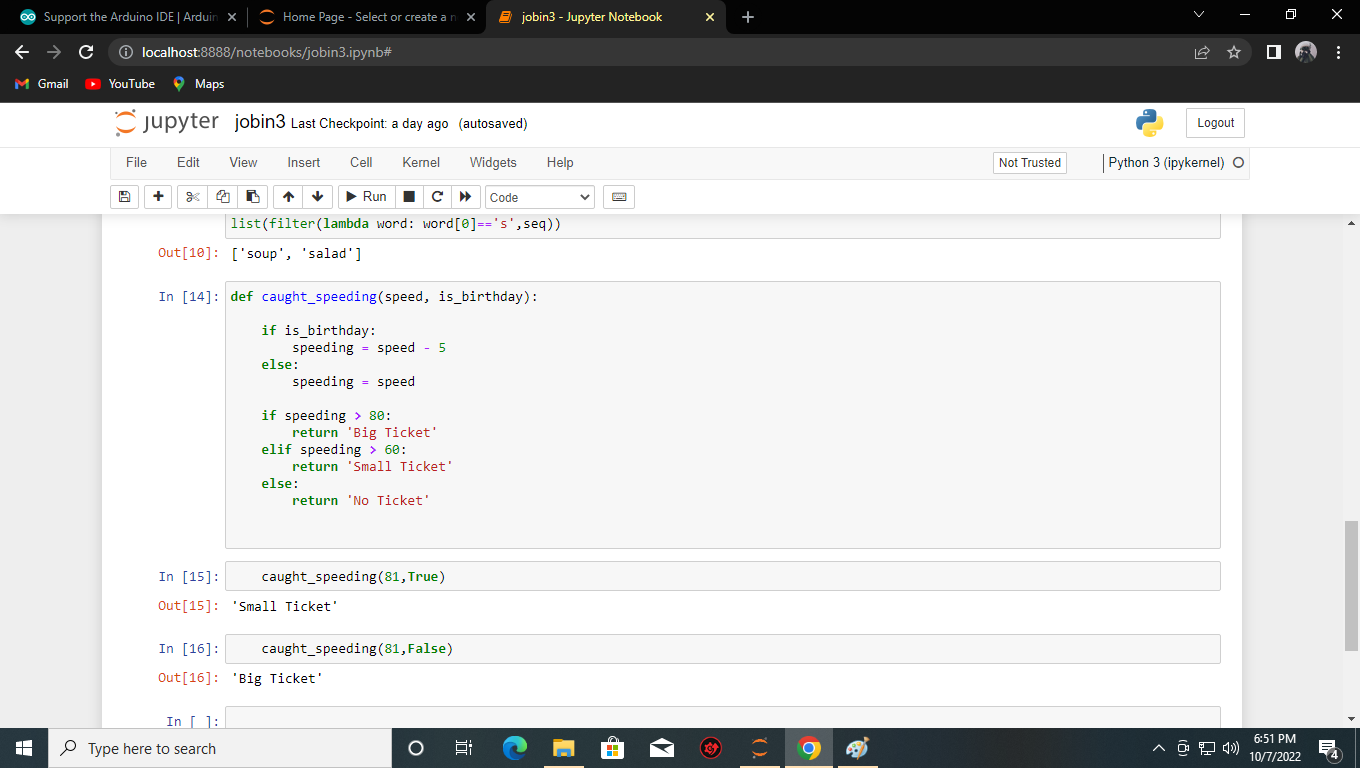 Support the Arduino IDE | Arduin
Home Page - Select or create a n
jobin3 - Jupyter Notebook
localhost:8888/notebooks/jobin3.ipynb#
Gmail
YouTube
Maps
jupyter
jobin3 Last Checkpoint: a day ago (autosaved)
Logout
File Edit View Insert Cell Kernel Widgets Help
Not Trusted
Python 3 (ipykernel)
Run
Code
list(filter(lambda word: word[0]=='s',seq))
Out[10]: ['soup', 'salad']
In [14]: def caught_speeding(speed, is_birthday):
if is_birthday:
speeding = speed - 5
else:
speeding = speed
if speeding > 80:
return 'Big Ticket'
elif speeding > 60:
return 'Small Ticket'
else:
return 'No Ticket'
In [15]: caught_speeding(81,True)
Out[15]: 'Small Ticket'
In [16]: caught_speeding(81,False)
Out[16]: 'Big Ticket'
In [ ]:
Type here to search
6:51 PM
10/7/2022
4